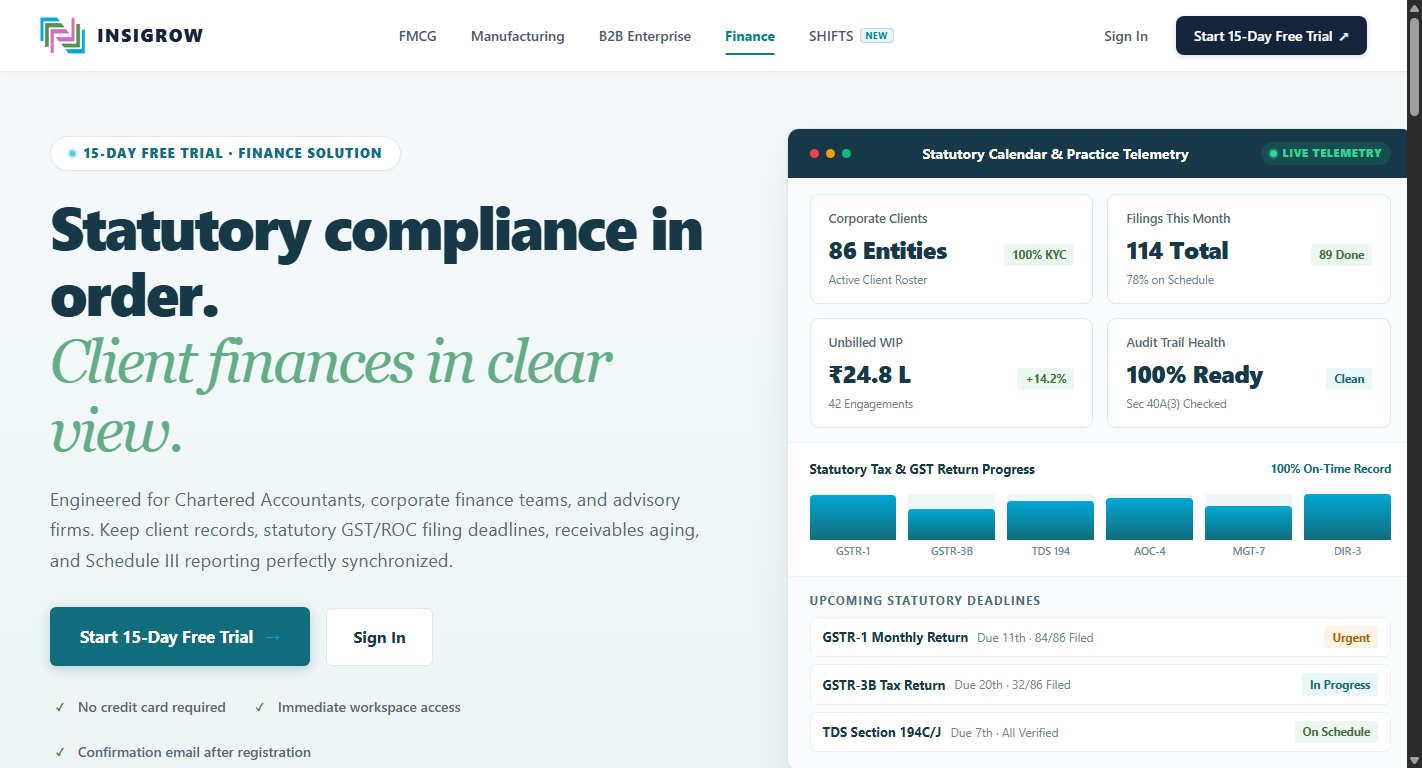 INSIGROW
FMCG
Manufacturing
B2B Enterprise
Finance
SHIFTS NEW
Sign In
Start 15-Day Free Trial ↗
15-DAY FREE TRIAL · FINANCE SOLUTION
Statutory compliance in
order.
Client finances in clear
view.
Engineered for Chartered Accountants, corporate finance teams, and advisory
firms. Keep client records, statutory GST/ROC filing deadlines, receivables aging,
and Schedule III reporting perfectly synchronized.
Start 15-Day Free Trial →
Sign In
✓ No credit card required
✓ Immediate workspace access
✓ Confirmation email after registration
Statutory Calendar & Practice Telemetry
LIVE TELEMETRY
Corporate Clients
86 Entities
100% KYC
Active Client Roster
Filings This Month
114 Total
89 Done
78% on Schedule
Unbilled WIP
₹24.8 L
+14.2%
42 Engagements
Audit Trail Health
100% Ready
Clean
Sec 40A(3) Checked
Statutory Tax & GST Return Progress
100% On-Time Record
GSTR-1
GSTR-3B
TDS 194
AOC-4
MGT-7
DIR-3
UPCOMING STATUTORY DEADLINES
GSTR-1 Monthly Return Due 11th · 84/86 Filed
Urgent
GSTR-3B Tax Return Due 20th · 32/86 Filed
In Progress
TDS Section 194C/J Due 7th · All Verified
On Schedule